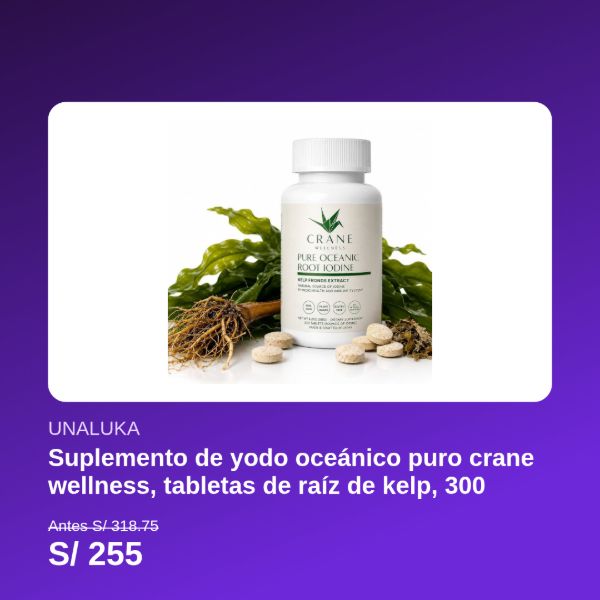 CRANE
WELLNESS
PURE OCEANIC
ROOT IODINE
KELP FRONDS EXTRACT
UNALUKA
Suplemento de yodo oceánico puro crane
wellness, tabletas de raíz de kelp, 300
Antes S/ 318.75
S/ 255